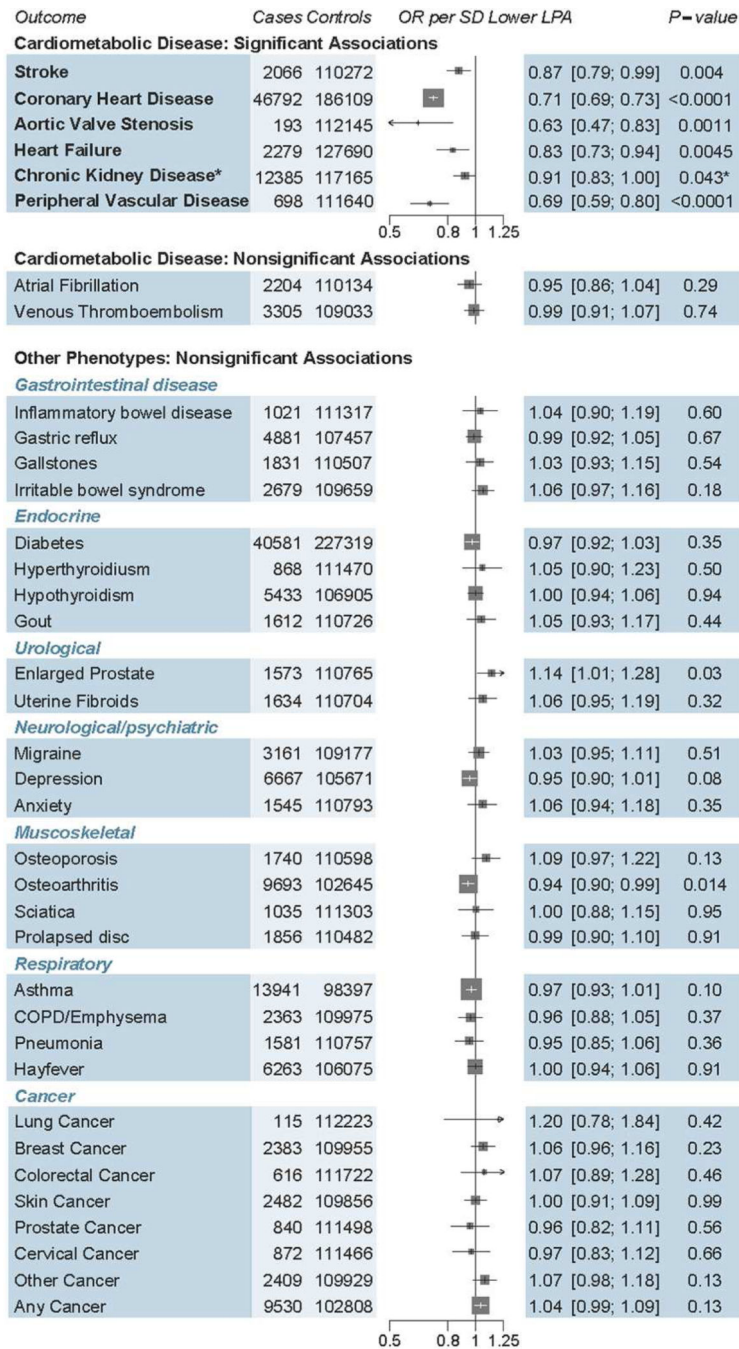 Outcome Cases Controls OR per SD Lower LPA P-value
Cardiometabolic Disease: Significant Associations
Stroke 2066 110272 0.87 [0.79; 0.99] 0.004
Coronary Heart Disease 46792 186109 0.71 [0.69; 0.73] <0.0001
Aortic Valve Stenosis 193 112145 0.63 [0.47; 0.83] 0.0011
Heart Failure 2279 127690 0.83 [0.73; 0.94] 0.0045
Chronic Kidney Disease* 12385 117165 0.91 [0.83; 1.00] 0.043*
Peripheral Vascular Disease 698 111640 0.69 [0.59; 0.80] <0.0001
0.5 0.8 1 1.25
Cardiometabolic Disease: Nonsignificant Associations
Atrial Fibrillation 2204 110134 0.95 [0.86; 1.04] 0.29
Venous Thromboembolism 3305 109033 0.99 [0.91; 1.07] 0.74
Other Phenotypes: Nonsignificant Associations
Gastrointestinal disease
Inflammatory bowel disease 1021 111317 1.04 [0.90; 1.19] 0.60
Gastric reflux 4881 107457 0.99 [0.92; 1.05] 0.67
Gallstones 1831 110507 1.03 [0.93; 1.15] 0.54
Irritable bowel syndrome 2679 109659 1.06 [0.97; 1.16] 0.18
Endocrine
Diabetes 40581 227319 0.97 [0.92; 1.03] 0.35
Hyperthyroidiusm 868 111470 1.05 [0.90; 1.23] 0.50
Hypothyroidism 5433 106905 1.00 [0.94; 1.06] 0.94
Gout 1612 110726 1.05 [0.93; 1.17] 0.44
Urological
Enlarged Prostate 1573 110765 1.14 [1.01; 1.28] 0.03
Uterine Fibroids 1634 110704 1.06 [0.95; 1.19] 0.32
Neurological/psychiatric
Migraine 3161 109177 1.03 [0.95; 1.11] 0.51
Depression 6667 105671 0.95 [0.90; 1.01] 0.08
Anxiety 1545 110793 1.06 [0.94; 1.18] 0.35
Muscoskeletal
Osteoporosis 1740 110598 1.09 [0.97; 1.22] 0.13
Osteoarthritis 9693 102645 0.94 [0.90; 0.99] 0.014
Sciatica 1035 111303 1.00 [0.88; 1.15] 0.95
Prolapsed disc 1856 110482 0.99 [0.90; 1.10] 0.91
Respiratory
Asthma 13941 98397 0.97 [0.93; 1.01] 0.10
COPD/Emphysema 2363 109975 0.96 [0.88; 1.05] 0.37
Pneumonia 1581 110757 0.95 [0.85; 1.06] 0.36
Hayfever 6263 106075 1.00 [0.94; 1.06] 0.91
Cancer
Lung Cancer 115 112223 1.20 [0.78; 1.84] 0.42
Breast Cancer 2383 109955 1.06 [0.96; 1.16] 0.23
Colorectal Cancer 616 111722 1.07 [0.89; 1.28] 0.46
Skin Cancer 2482 109856 1.00 [0.91; 1.09] 0.99
Prostate Cancer 840 111498 0.96 [0.82; 1.11] 0.56
Cervical Cancer 872 111466 0.97 [0.83; 1.12] 0.66
Other Cancer 2409 109929 1.07 [0.98; 1.18] 0.13
Any Cancer 9530 102808 1.04 [0.99; 1.09] 0.13
0.5 0.8 1 1.25